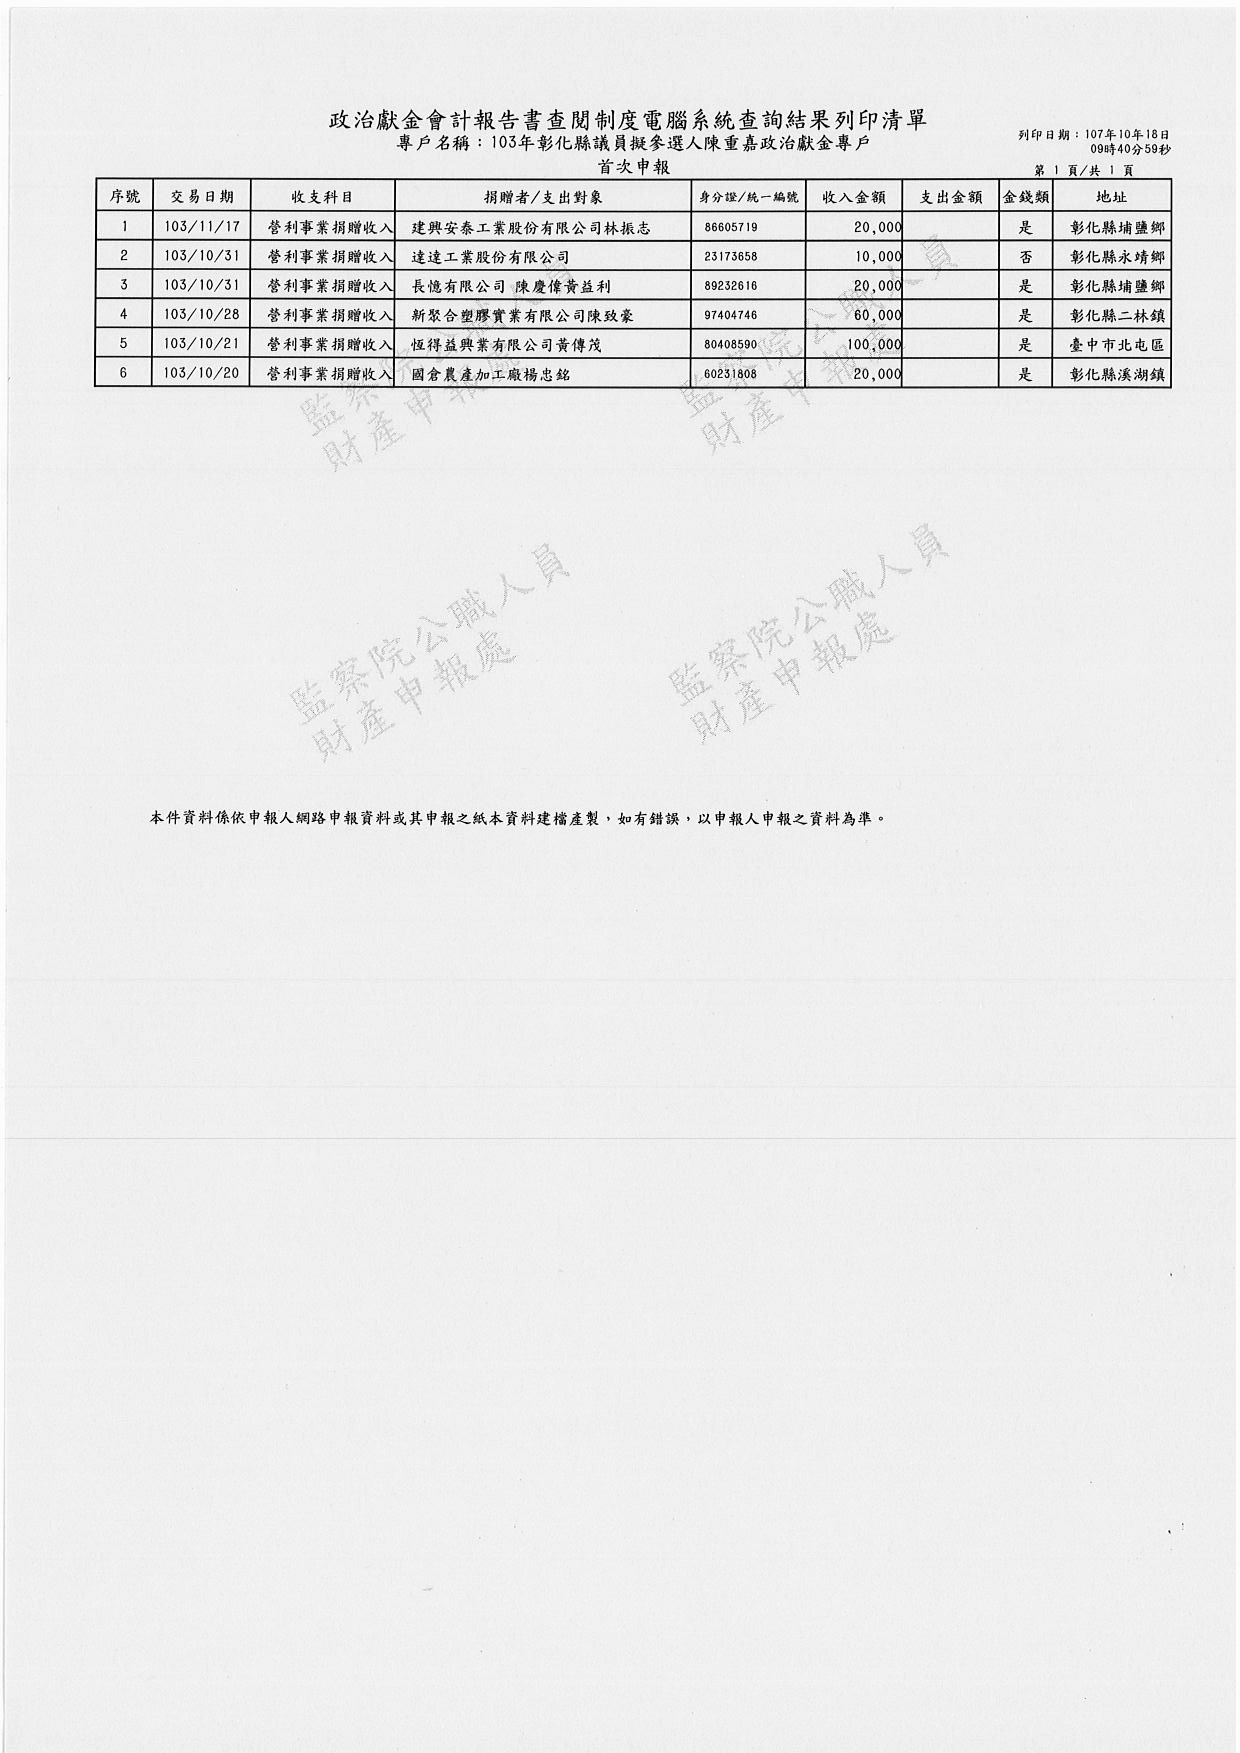 政治獻金會計報告書查閱制度電腦系統查詢結果列印清單
專戶名稱：103年彰化縣議員擬參選人陳重嘉政治獻金專戶
列印日期：107年10月18日
09時40分59秒
首次申報
第 1 頁/共 1 頁
序號 交易日期 收支科目 捐贈者/支出對象 身分證/統一編號 收入金額 支出金額 金錢類 地址
1 103/11/17 營利事業捐贈收入 建興安泰工業股份有限公司林振志 86605719 20,000 是 彰化縣埔鹽鄉
2 103/10/31 營利事業捐贈收入 達達工業股份有限公司 23173658 10,000 否 彰化縣永靖鄉
3 103/10/31 營利事業捐贈收入 長憶有限公司 陳慶偉黃益利 89232616 20,000 是 彰化縣埔鹽鄉
4 103/10/28 營利事業捐贈收入 新聚合塑膠實業有限公司陳致豪 97404746 60,000 是 彰化縣二林鎮
5 103/10/21 營利事業捐贈收入 恆得益興業有限公司黃傳茂 80408590 100,000 是 臺中市北屯區
6 103/10/20 營利事業捐贈收入 國倉農產加工廠楊忠銘 60231808 20,000 是 彰化縣溪湖鎮
監察院公職人員
財產申報處
監察院公職人員
財產申報處
監察院公職人員
財產申報處
監察院公職人員
財產申報處
本件資料係依申報人網路申報資料或其申報之紙本資料建檔產製，如有錯誤，以申報人申報之資料為準。